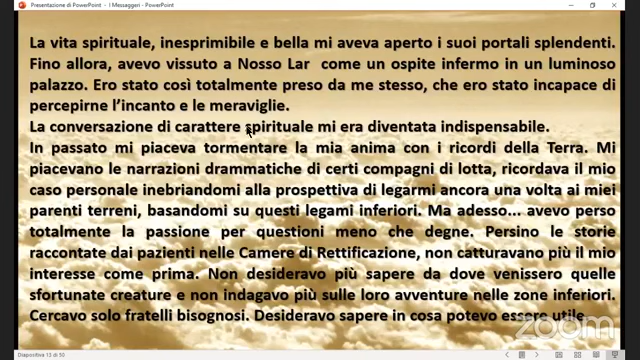 Presentazione di PowerPoint - I Messaggeri - PowerPoint
La vita spirituale, inesprimibile e bella mi aveva aperto i suoi portali splendenti.
Fino allora, avevo vissuto a Nosso Lar come un ospite infermo in un luminoso
palazzo. Ero stato così totalmente preso da me stesso, che ero stato incapace di
percepirne l'incanto e le meraviglie.
La conversazione di carattere spirituale mi era diventata indispensabile.
In passato mi piaceva tormentare la mia anima con i ricordi della Terra. Mi
piacevano le narrazioni drammatiche di certi compagni di lotta, ricordava il mio
caso personale inebriandomi alla prospettiva di legarmi ancora una volta ai miei
parenti terreni, basandomi su questi legami inferiori. Ma adesso... avevo perso
totalmente la passione per questioni meno che degne. Persino le storie
raccontate dai pazienti nelle Camere di Rettificazione, non catturavano più il mio
interesse come prima. Non desideravo più sapere da dove venissero quelle
sfortunate creature e non indagavo più sulle loro avventure nelle zone inferiori.
Cercavo solo fratelli bisognosi. Desideravo sapere in cosa potevo essere utile
zoom
Diapositiva 13 di 50